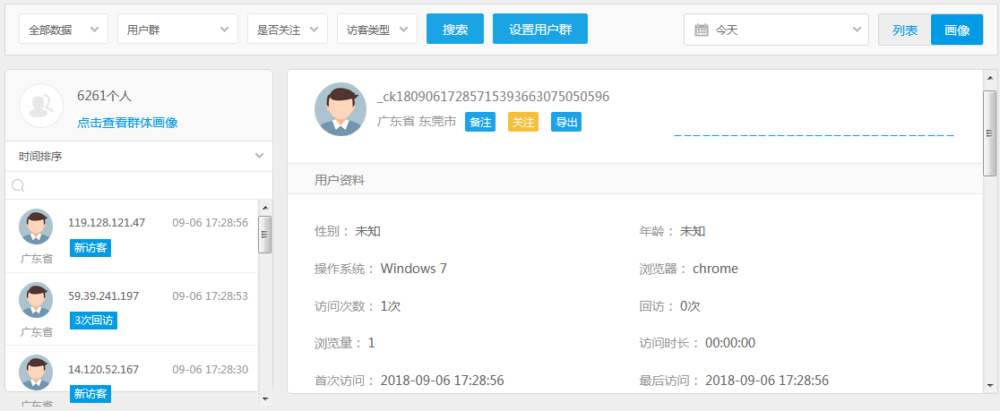 全部数据 用户群 是否关注 访客类型 搜索 设置用户群 今天 列表 画像
6261个人
点击查看群体画像
时间排序
119.128.121.47 09-06 17:28:56
新访客
广东省
59.39.241.197 09-06 17:28:53
3次回访
广东省
14.120.52.167 09-06 17:28:30
新访客
广东省
_ck18090617285715393663075050596
广东省 东莞市 备注 关注 导出
用户资料
性别： 未知 年龄： 未知
操作系统： Windows 7 浏览器： chrome
访问次数： 1次 回访： 0次
浏览量： 1 访问时长： 00:00:00
首次访问： 2018-09-06 17:28:56 最后访问： 2018-09-06 17:28:56